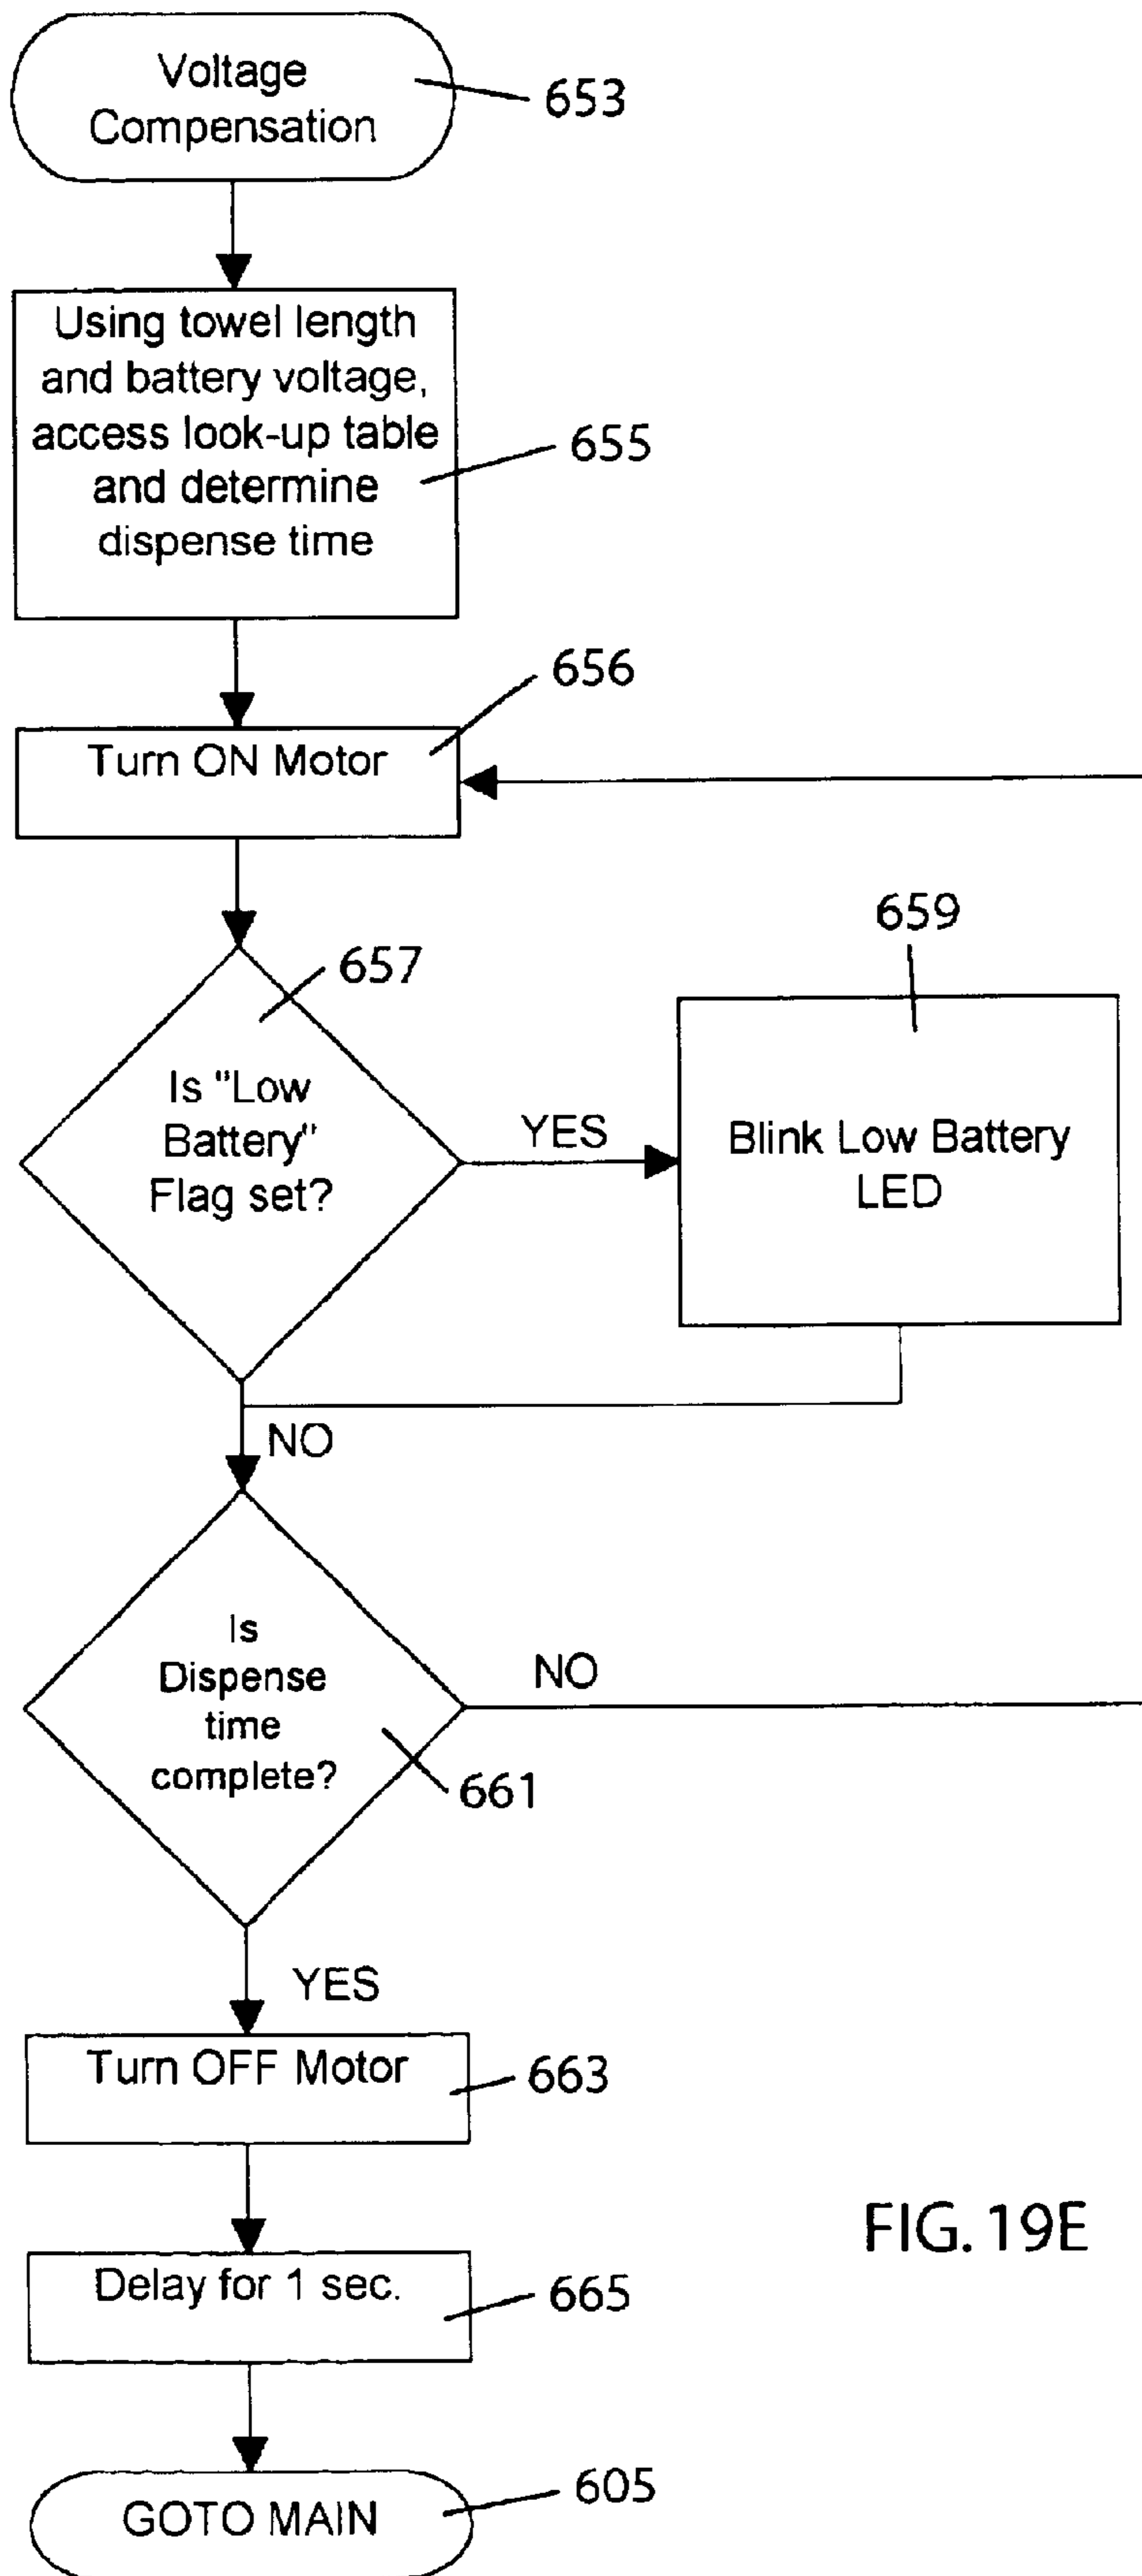 Voltage
Compensation
653
Using towel length
and battery voltage,
access look-up table
and determine
dispense time
655
656
Turn ON Motor
657
659
Is "Low
Battery"
Flag set?
YES
Blink Low Battery
LED
NO
Is
Dispense
time
complete?
NO
661
YES
Turn OFF Motor
663
FIG. 19E
Delay for 1 sec.
665
GOTO MAIN
605